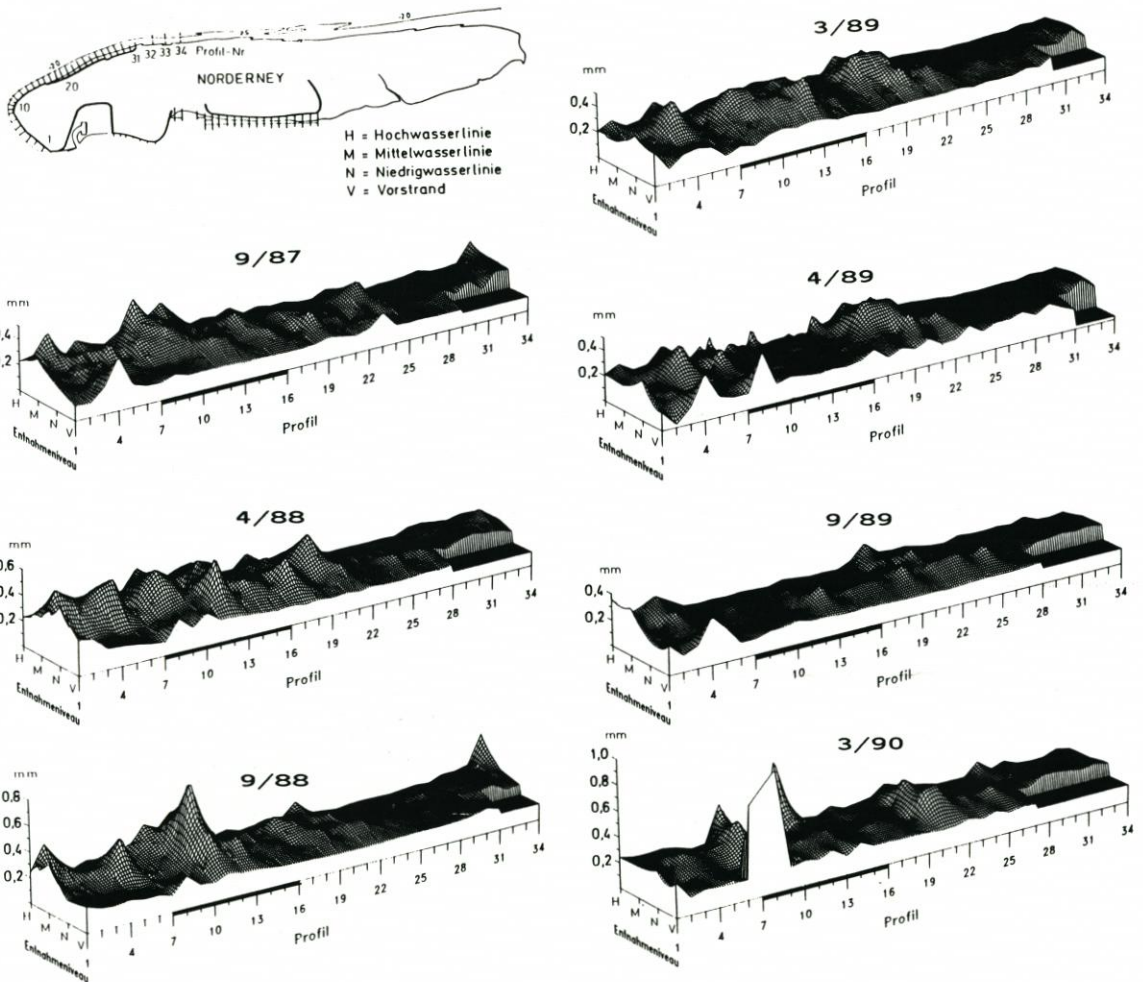 -10
-10
31 32 33 34 Profil-Nr
20
10
1
NORDERNEY
H = Hochwasserlinie
M = Mittelwasserlinie
N = Niedrigwasserlinie
V = Vorstrand
3/89
mm
0,4
0,2
H M N V
Entnahmeniveau
1 4 7 10 13 16 19 22 25 28 31 34
Profil
9/87
mm
0,4
0,2
H M N V
Entnahmeniveau
1 4 7 10 13 16 19 22 25 28 31 34
Profil
4/89
mm
0,4
0,2
H M N V
Entnahmeniveau
1 4 7 10 13 16 19 22 25 28 31 34
Profil
4/88
mm
0,6
0,4
0,2
H M N V
Entnahmeniveau
1 4 7 10 13 16 19 22 25 28 31 34
Profil
9/89
mm
0,4
0,2
H M N V
Entnahmeniveau
1 4 7 10 13 16 19 22 25 28 31 34
Profil
9/88
mm
0,4
0,2
H M N V
Entnahmeniveau
1 4 7 10 13 16 19 22 25 28 31 34
Profil
3/90
mm
1,0
0,8
0,6
0,4
0,2
H M N V
Entnahmeniveau
1 4 7 10 13 16 19 22 25 28 31 34
Profil